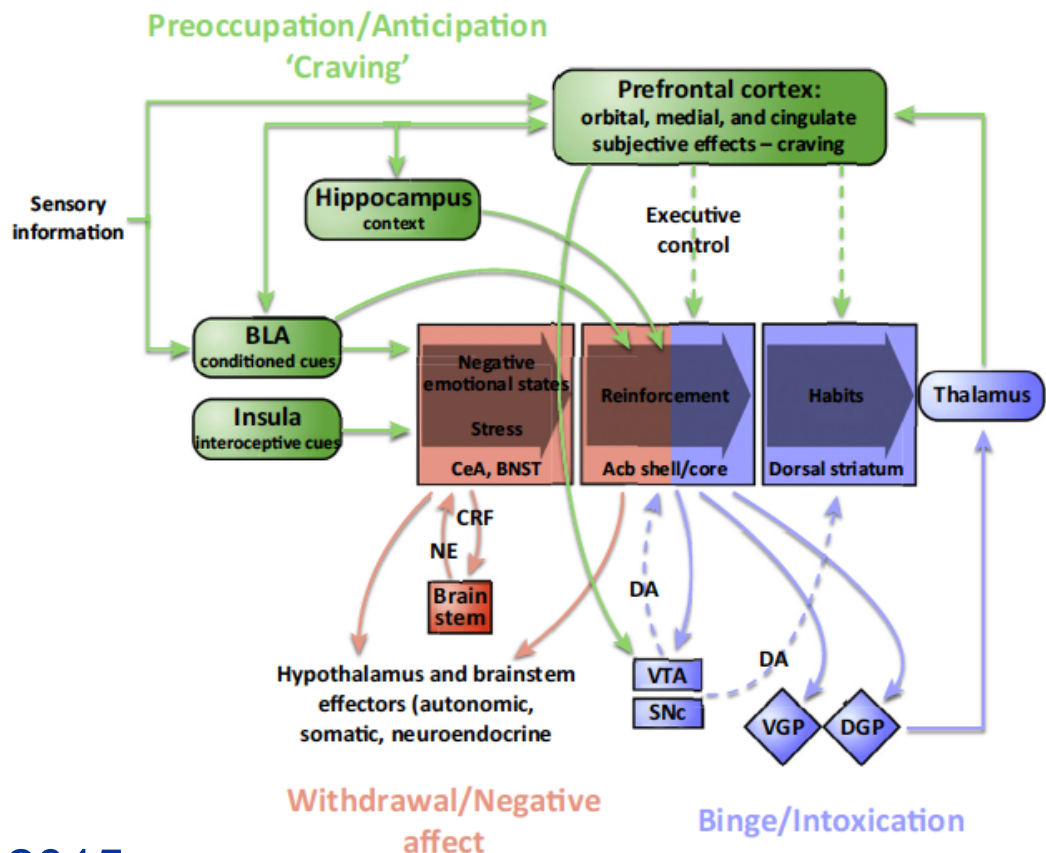 Preoccupation/Anticipation
‘Craving’
Prefrontal cortex:
orbital, medial, and cingulate
subjective effects – craving
Sensory
information
Hippocampus
context
Executive
control
BLA
conditioned cues
Insula
interoceptive cues
Negative
emotional states
Stress
CeA, BNST
Reinforcement
Acb shell/core
Habits
Dorsal striatum
Thalamus
CRF
NE
Brain
stem
DA
DA
Hypothalamus and brainstem
effectors (autonomic,
somatic, neuroendocrine
VTA
SNc
VGP
DGP
Withdrawal/Negative
affect
Binge/Intoxication